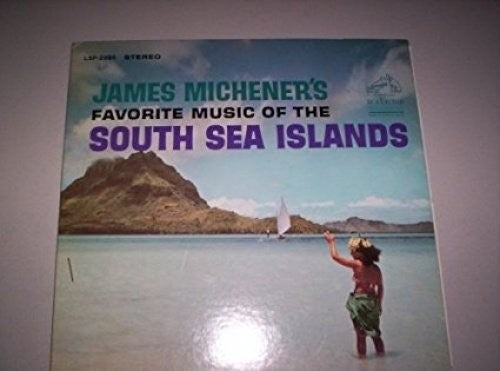 STEREO
JAMES MICHENER'S
FAVORITE MUSIC OF THE
SOUTH SEA ISLANDS